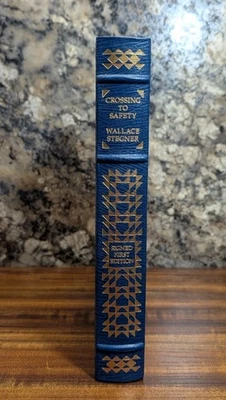 CROSSING
TO
SAFETY
WALLACE
STEGNER
SIGNED
FIRST
EDITION